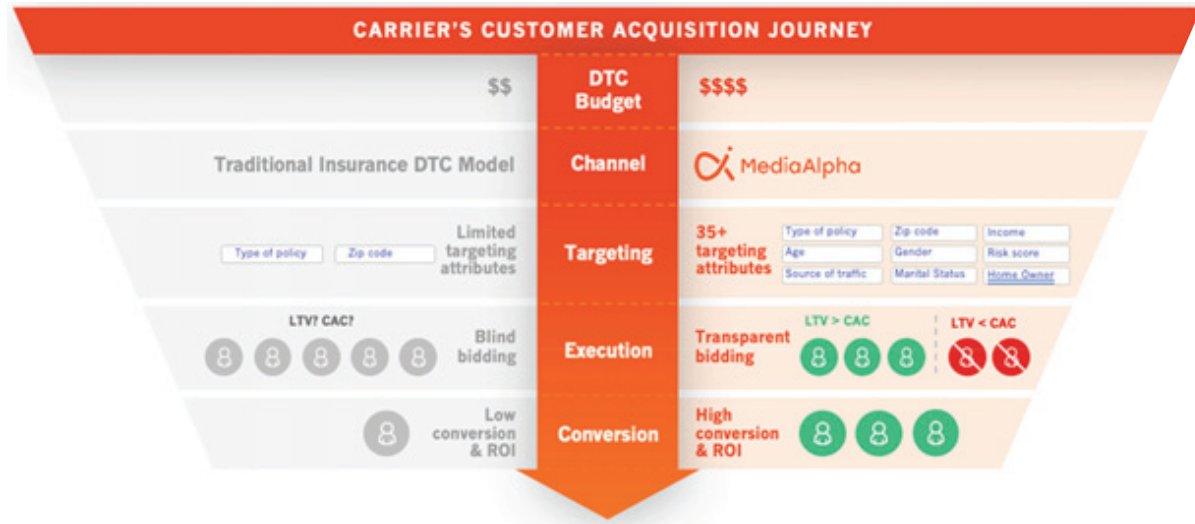 CARRIER'S CUSTOMER ACQUISITION JOURNEY
$$
DTC
Budget
$$$$
Traditional Insurance DTC Model
Channel
MediaAlpha
Type of policy
Zip code
Limited
targeting
attributes
Targeting
35+
targeting
attributes
Type of policy
Zip code
Income
Age
Gender
Risk score
Source of traffic
Marital Status
Home Owner
LTV? CAC?
Blind
bidding
Execution
Transparent
bidding
LTV > CAC
LTV < CAC
Low
conversion
& ROI
Conversion
High
conversion
& ROI